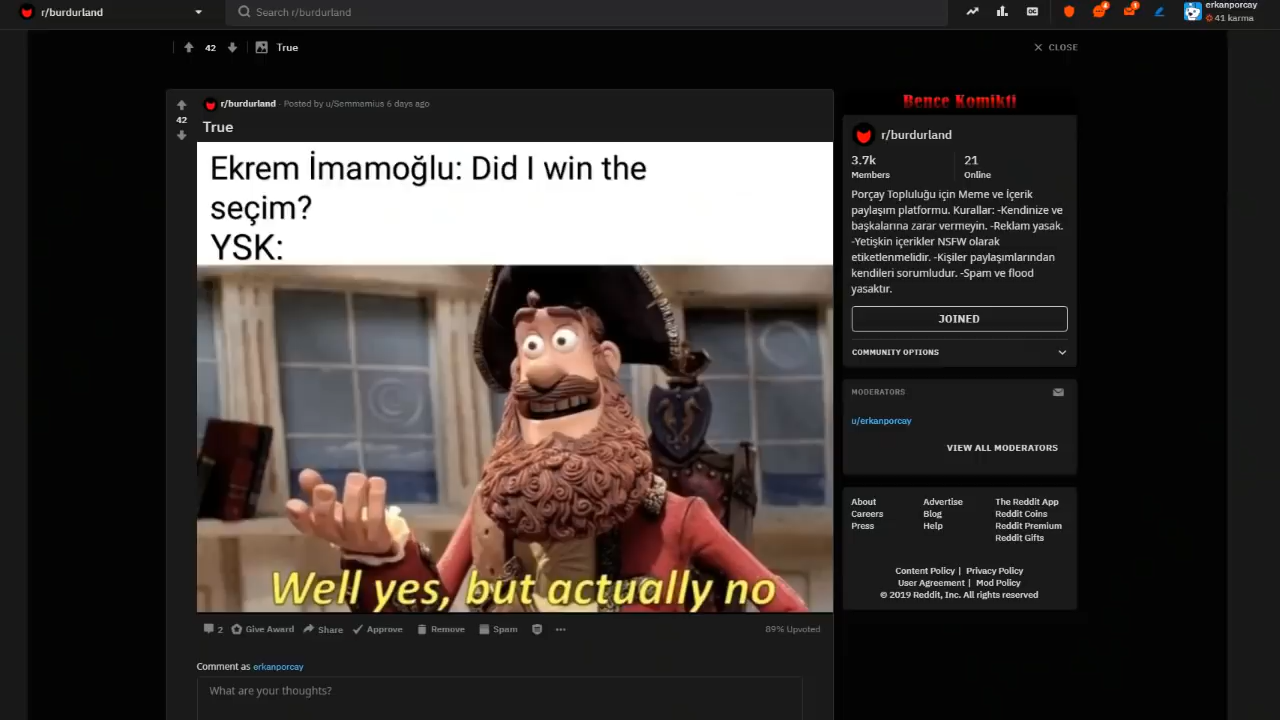 r/burdurland
Search r/burdurland
4
1
erkanporcay
41 karma
42
True
CLOSE
r/burdurland · Posted by u/Semmamius 6 days ago
42
True
Ekrem İmamoğlu: Did I win the
seçim?
YSK:
Well yes, but actually no
2
Give Award
Share
Approve
Remove
Spam
89% Upvoted
Comment as erkanporcay
What are your thoughts?
Bence Komikti
r/burdurland
3.7k
Members
21
Online
Porçay Topluluğu için Meme ve İçerik
paylaşım platformu. Kurallar: -Kendinize ve
başkalarına zarar vermeyin. -Reklam yasak.
-Yetişkin içerikler NSFW olarak
etiketlenmelidir. -Kişiler paylaşımlarından
kendileri sorumludur. -Spam ve flood
yasaktır.
JOINED
COMMUNITY OPTIONS
MODERATORS
u/erkanporcay
VIEW ALL MODERATORS
About Advertise The Reddit App
Careers Blog Reddit Coins
Press Help Reddit Premium
Reddit Gifts
Content Policy | Privacy Policy
User Agreement | Mod Policy
© 2019 Reddit, Inc. All rights reserved